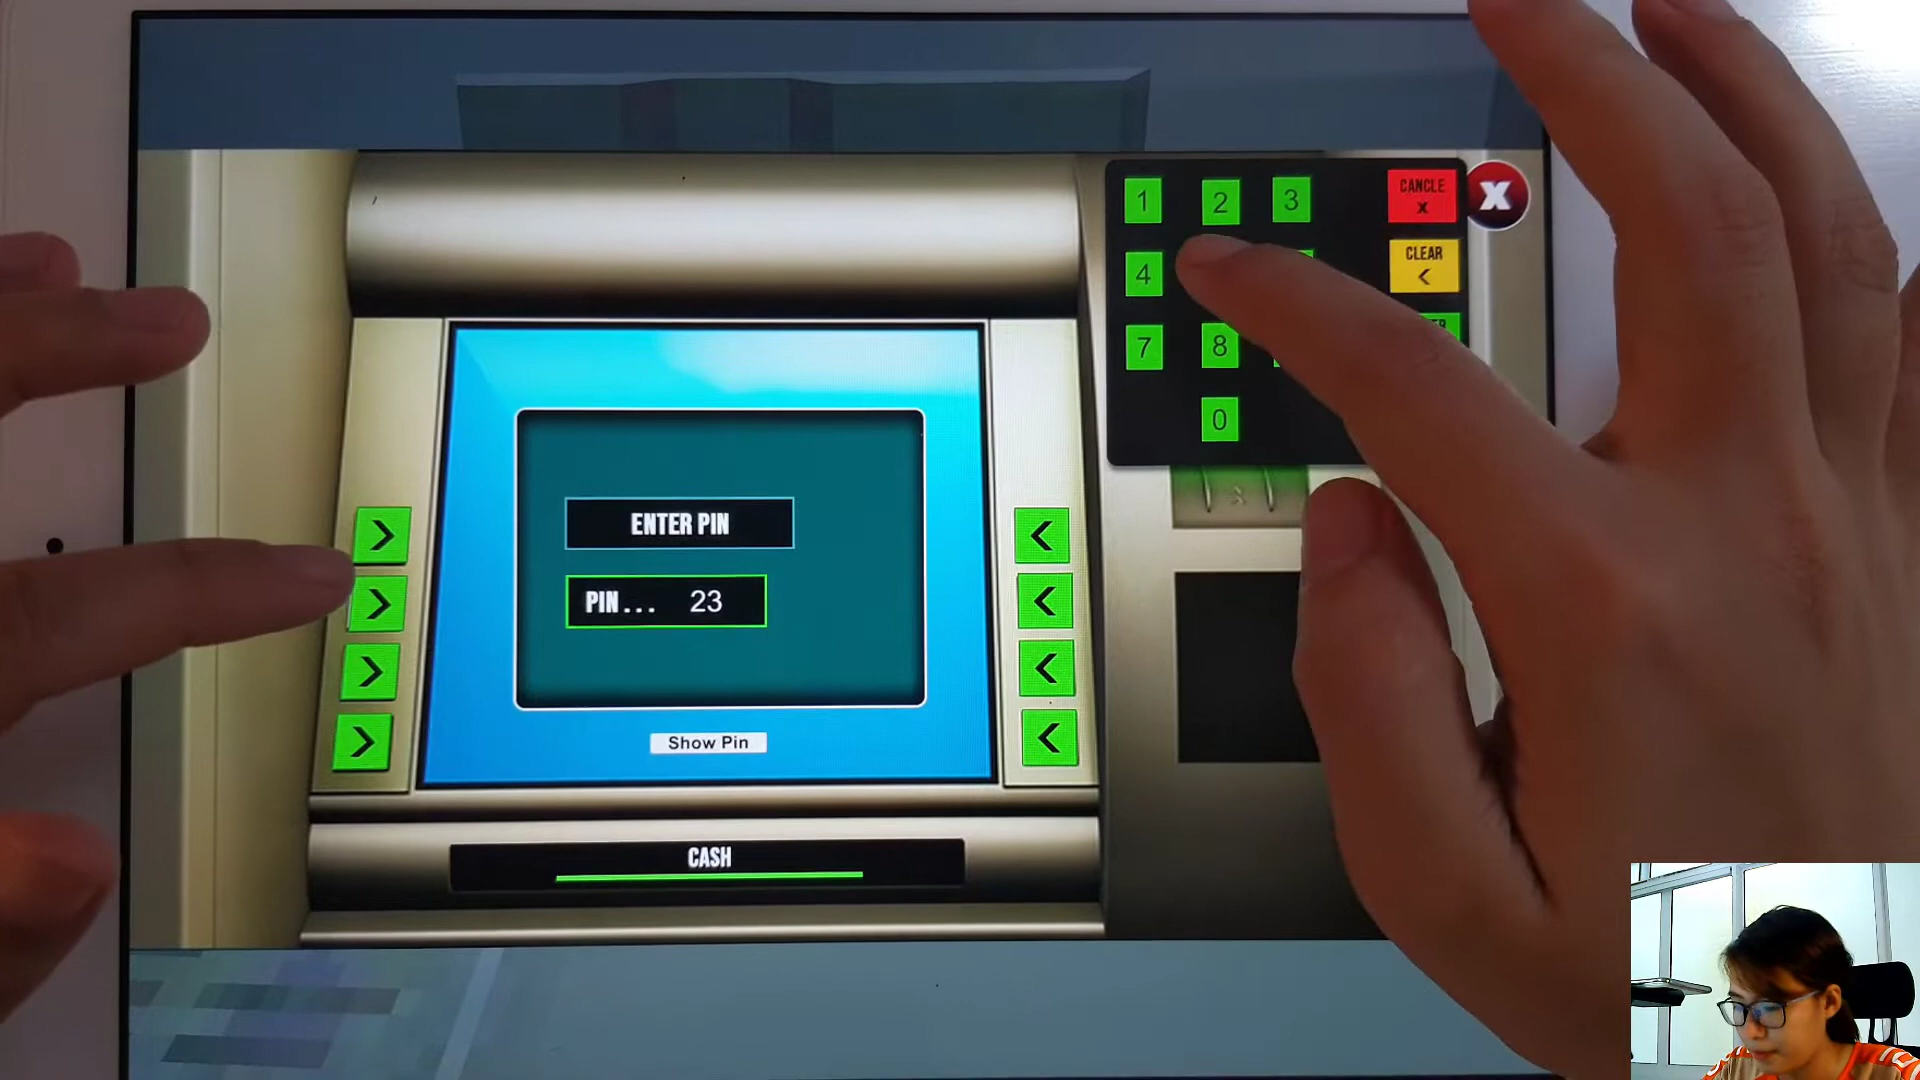 1 2 3 CANCLE X
X
4 CLEAR <
7 8
0
ENTER PIN
PIN... 23
Show Pin
CASH